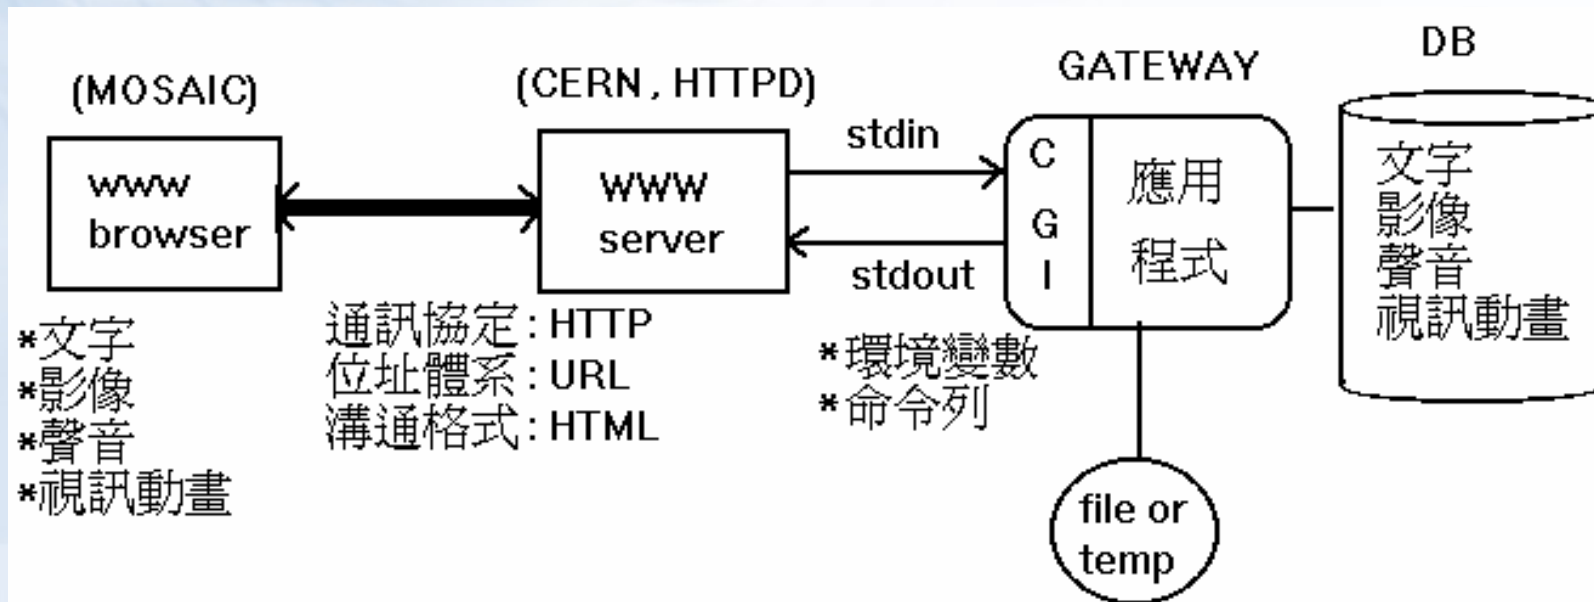 (MOSAIC)
www
browser
*文字
*影像
*聲音
*視訊動畫
(CERN , HTTPD)
WWW
server
通訊協定 : HTTP
位址體系 : URL
溝通格式 : HTML
stdin
stdout
*環境變數
*命令列
GATEWAY
C
G
I
應用
程式
file or
temp
DB
文字
影像
聲音
視訊動畫